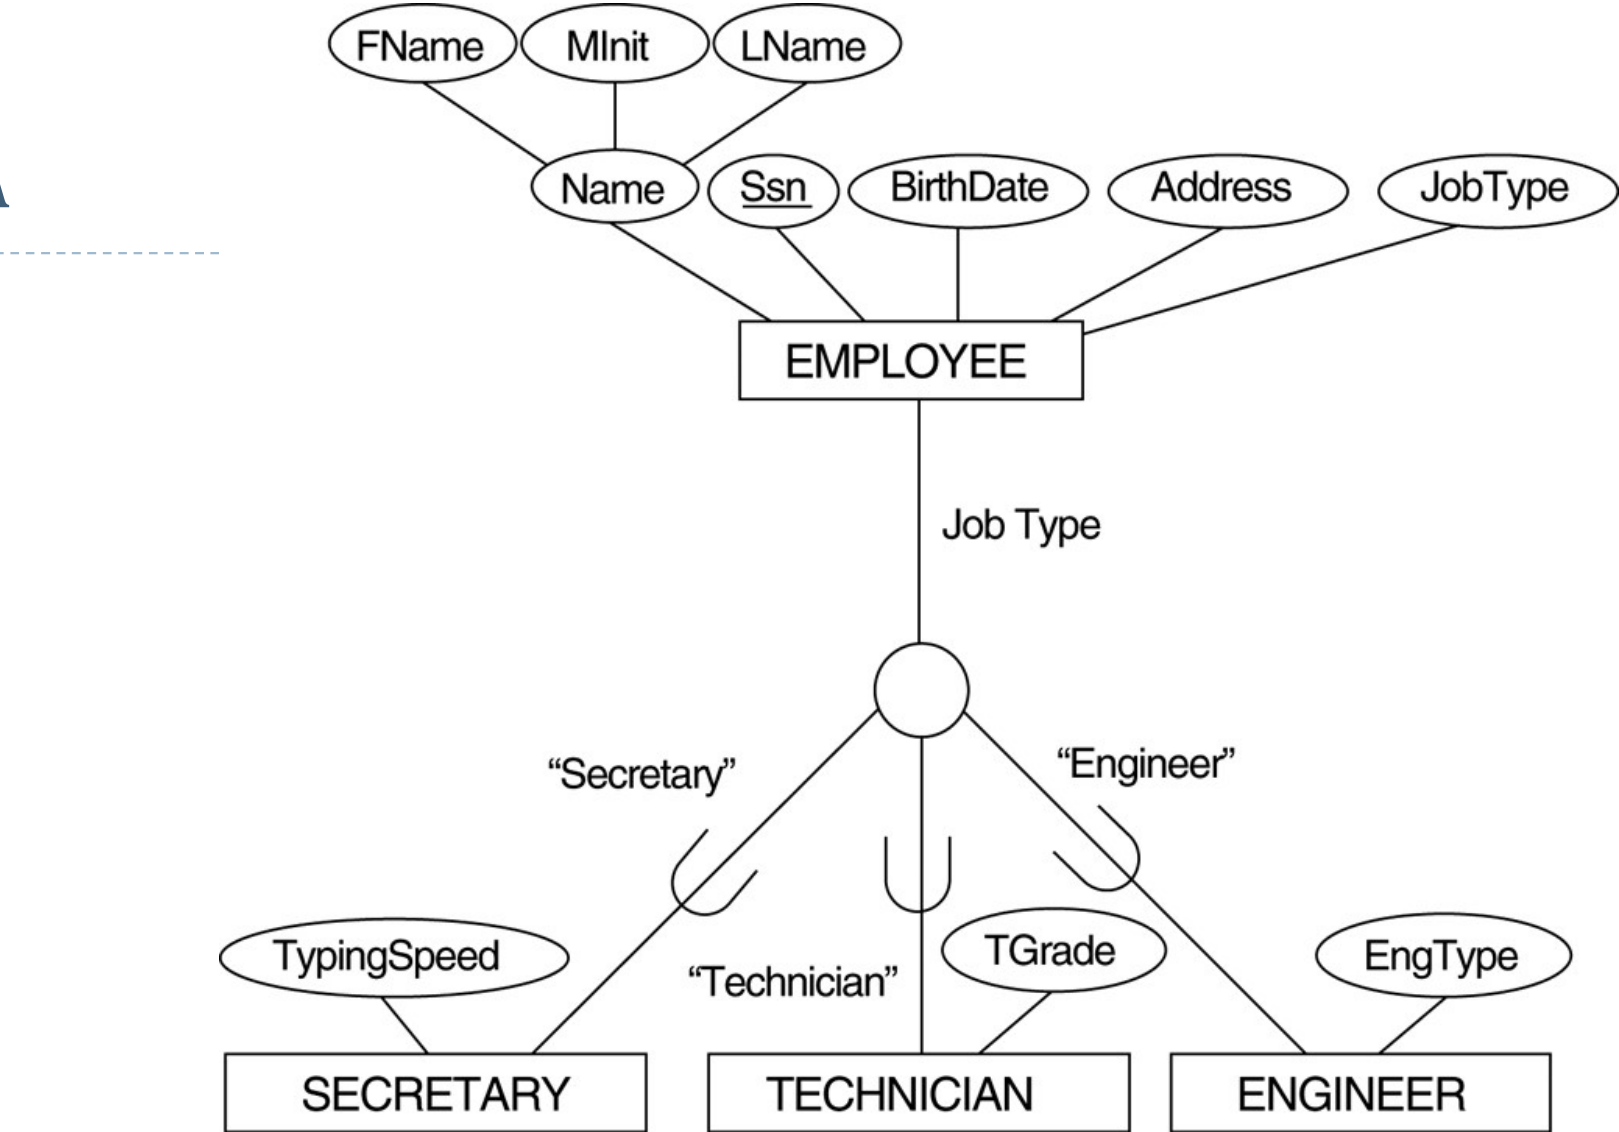 FName MInit LName
Name Ssn BirthDate Address JobType
EMPLOYEE
Job Type
“Secretary” “Engineer”
TypingSpeed “Technician” TGrade EngType
SECRETARY TECHNICIAN ENGINEER